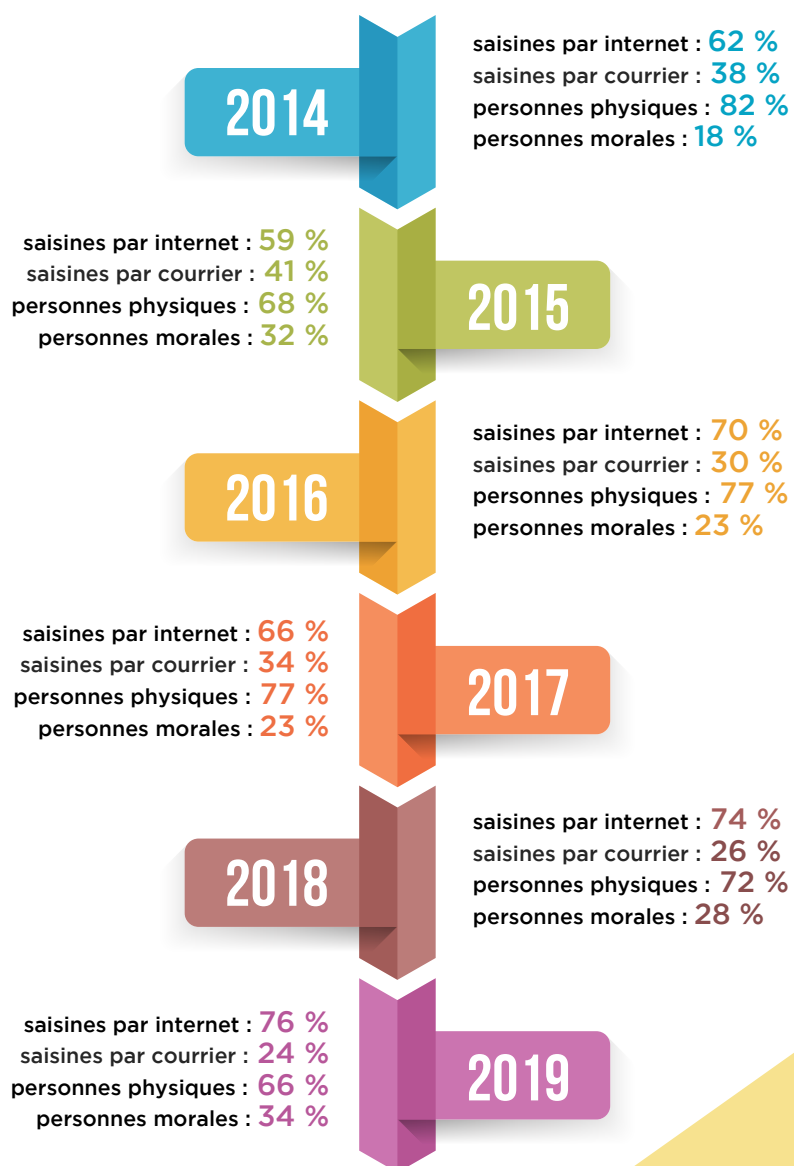 2014
saisines par internet : 62 %
saisines par courrier : 38 %
personnes physiques : 82 %
personnes morales : 18 %
saisines par internet : 59 %
saisines par courrier : 41 %
personnes physiques : 68 %
personnes morales : 32 %
2015
2016
saisines par internet : 70 %
saisines par courrier : 30 %
personnes physiques : 77 %
personnes morales : 23 %
saisines par internet : 66 %
saisines par courrier : 34 %
personnes physiques : 77 %
personnes morales : 23 %
2017
2018
saisines par internet : 74 %
saisines par courrier : 26 %
personnes physiques : 72 %
personnes morales : 28 %
saisines par internet : 76 %
saisines par courrier : 24 %
personnes physiques : 66 %
personnes morales : 34 %
2019